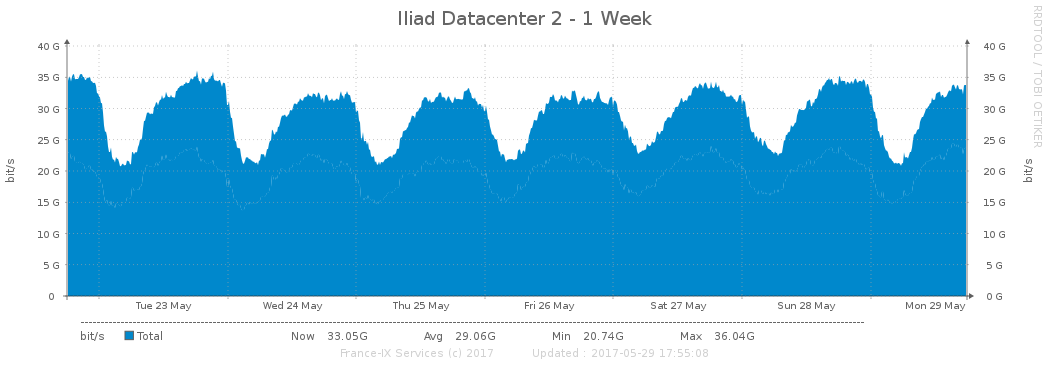 Iliad Datacenter 2 - 1 Week
RRDTOOL / TOBI OETIKER
40 G 40 G
35 G 35 G
30 G 30 G
25 G 25 G
20 G 20 G
15 G 15 G
10 G 10 G
5 G 5 G
0 0 G
bit/s
bit/s
Tue 23 May Wed 24 May Thu 25 May Fri 26 May Sat 27 May Sun 28 May Mon 29 May
bit/s Total Now 33.05G Avg 29.06G Min 20.74G Max 36.04G
France-IX Services (c) 2017 Updated : 2017-05-29 17:55:08